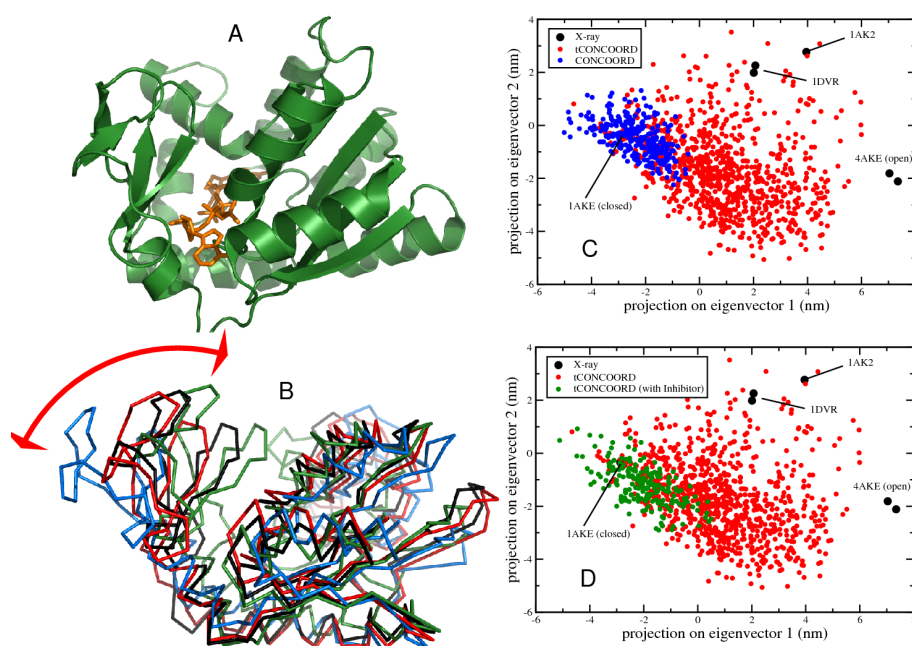 A
B
C
X-ray
tCONCOORD
CONCOORD
1AK2
1DVR
4AKE (open)
1AKE (closed)
projection on eigenvector 2 (nm)
4
2
0
-2
-4
-6
-6
-4
-2
0
2
4
6
8
projection on eigenvector 1 (nm)
D
X-ray
tCONCOORD
tCONCOORD (with Inhibitor)
1AK2
1DVR
4AKE (open)
1AKE (closed)
projection on eigenvector 2 (nm)
4
2
0
-2
-4
-6
-6
-4
-2
0
2
4
6
projection on eigenvector 1 (nm)